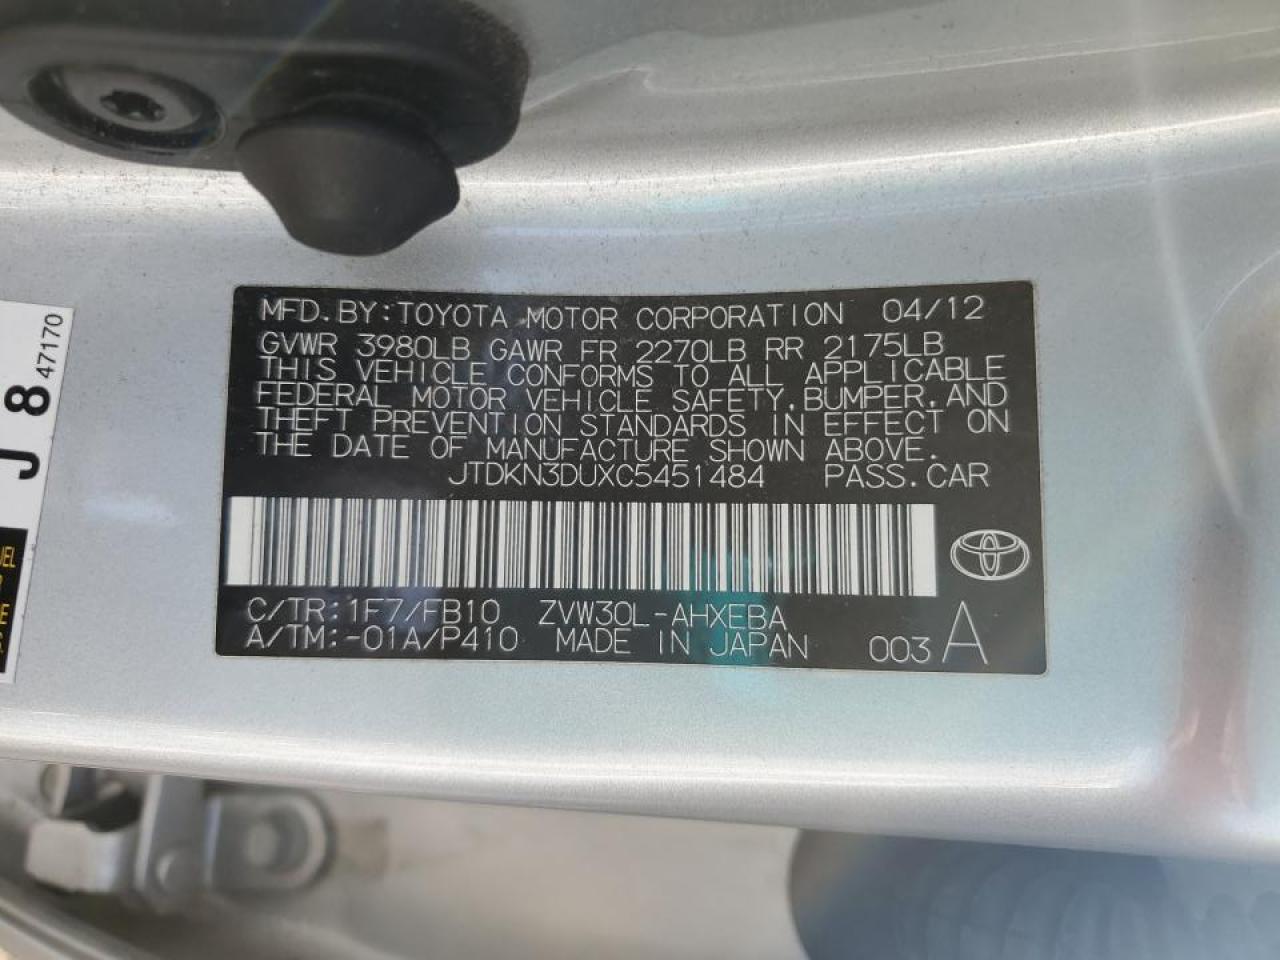 MFD.BY:TOYOTA MOTOR CORPORATION 04/12
GVWR 3980LB GAWR FR 2270LB RR 2175LB
THIS VEHICLE CONFORMS TO ALL APPLICABLE
FEDERAL MOTOR VEHICLE SAFETY,BUMPER,AND
THEFT PREVENTION STANDARDS IN EFFECT ON
THE DATE OF MANUFACTURE SHOWN ABOVE.
JTDKN3DUXC5451484 PASS.CAR
C/TR:1F7/FB10 ZVW30L-AHXEBA
A/TM:-01A/P410 MADE IN JAPAN 003 A
J 8
47170